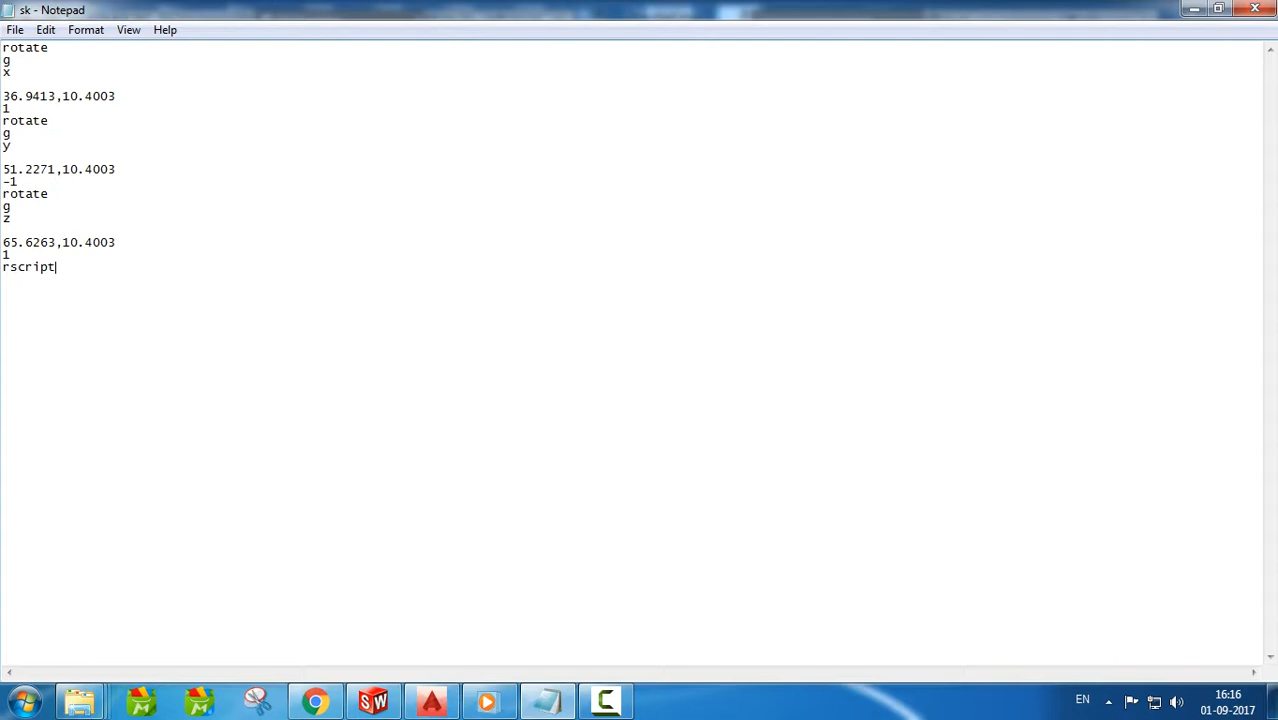 sk - Notepad
File Edit Format View Help
rotate
g
x
36.9413,10.4003
1
rotate
g
y
51.2271,10.4003
-1
rotate
g
z
65.6263,10.4003
1
rscript
EN
16:16
01-09-2017